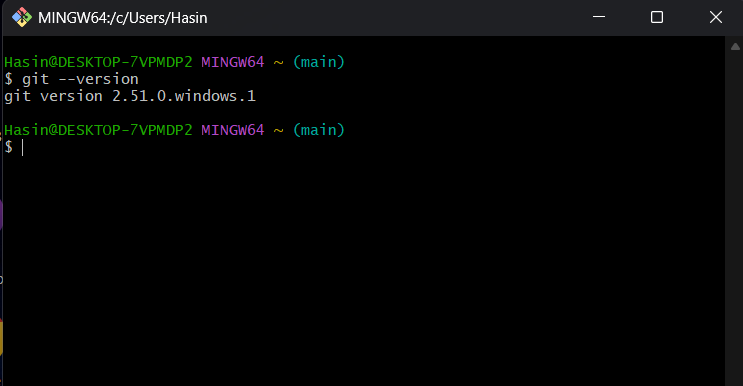 MINGW64:/c/Users/Hasin
Hasin@DESKTOP-7VPMDP2 MINGW64 ~ (main)
$ git --version
git version 2.51.0.windows.1
Hasin@DESKTOP-7VPMDP2 MINGW64 ~ (main)
$